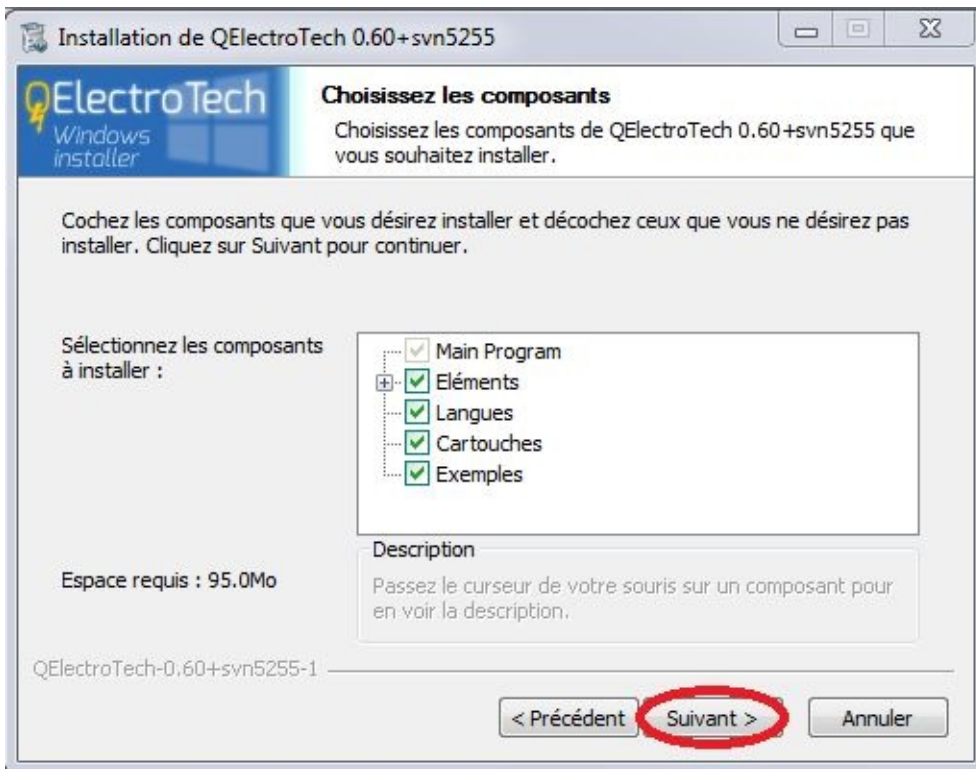 Installation de QElectroTech 0.60+svn5255
QElectroTech
Windows
installer
Choisissez les composants
Choisissez les composants de QElectroTech 0.60+svn5255 que
vous souhaitez installer.
Cochez les composants que vous désirez installer et décochez ceux que vous ne désirez pas
installer. Cliquez sur Suivant pour continuer.
Sélectionnez les composants
à installer :
Main Program
Eléments
Langues
Cartouches
Exemples
Espace requis : 95.0Mo
Description
Passez le curseur de votre souris sur un composant pour
en voir la description.
QElectroTech-0.60+svn5255-1
< Précédent
Suivant >
Annuler